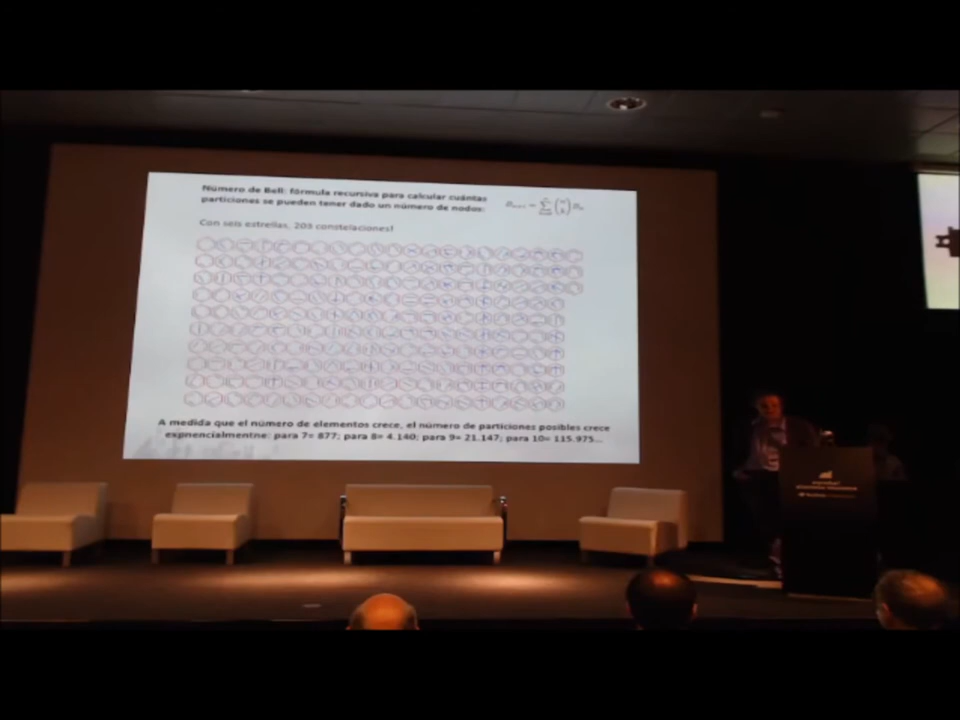 Número de Bell: fórmula recursiva para calcular cuántas
particiones se pueden tener dado un número de nodos:
Con seis estrellas, 203 constelaciones!
A medida que el número de elementos crece, el número de particiones posibles crece
expnencialmentne: para 7= 877; para 8= 4.140; para 9= 21.147; para 10= 115.975...